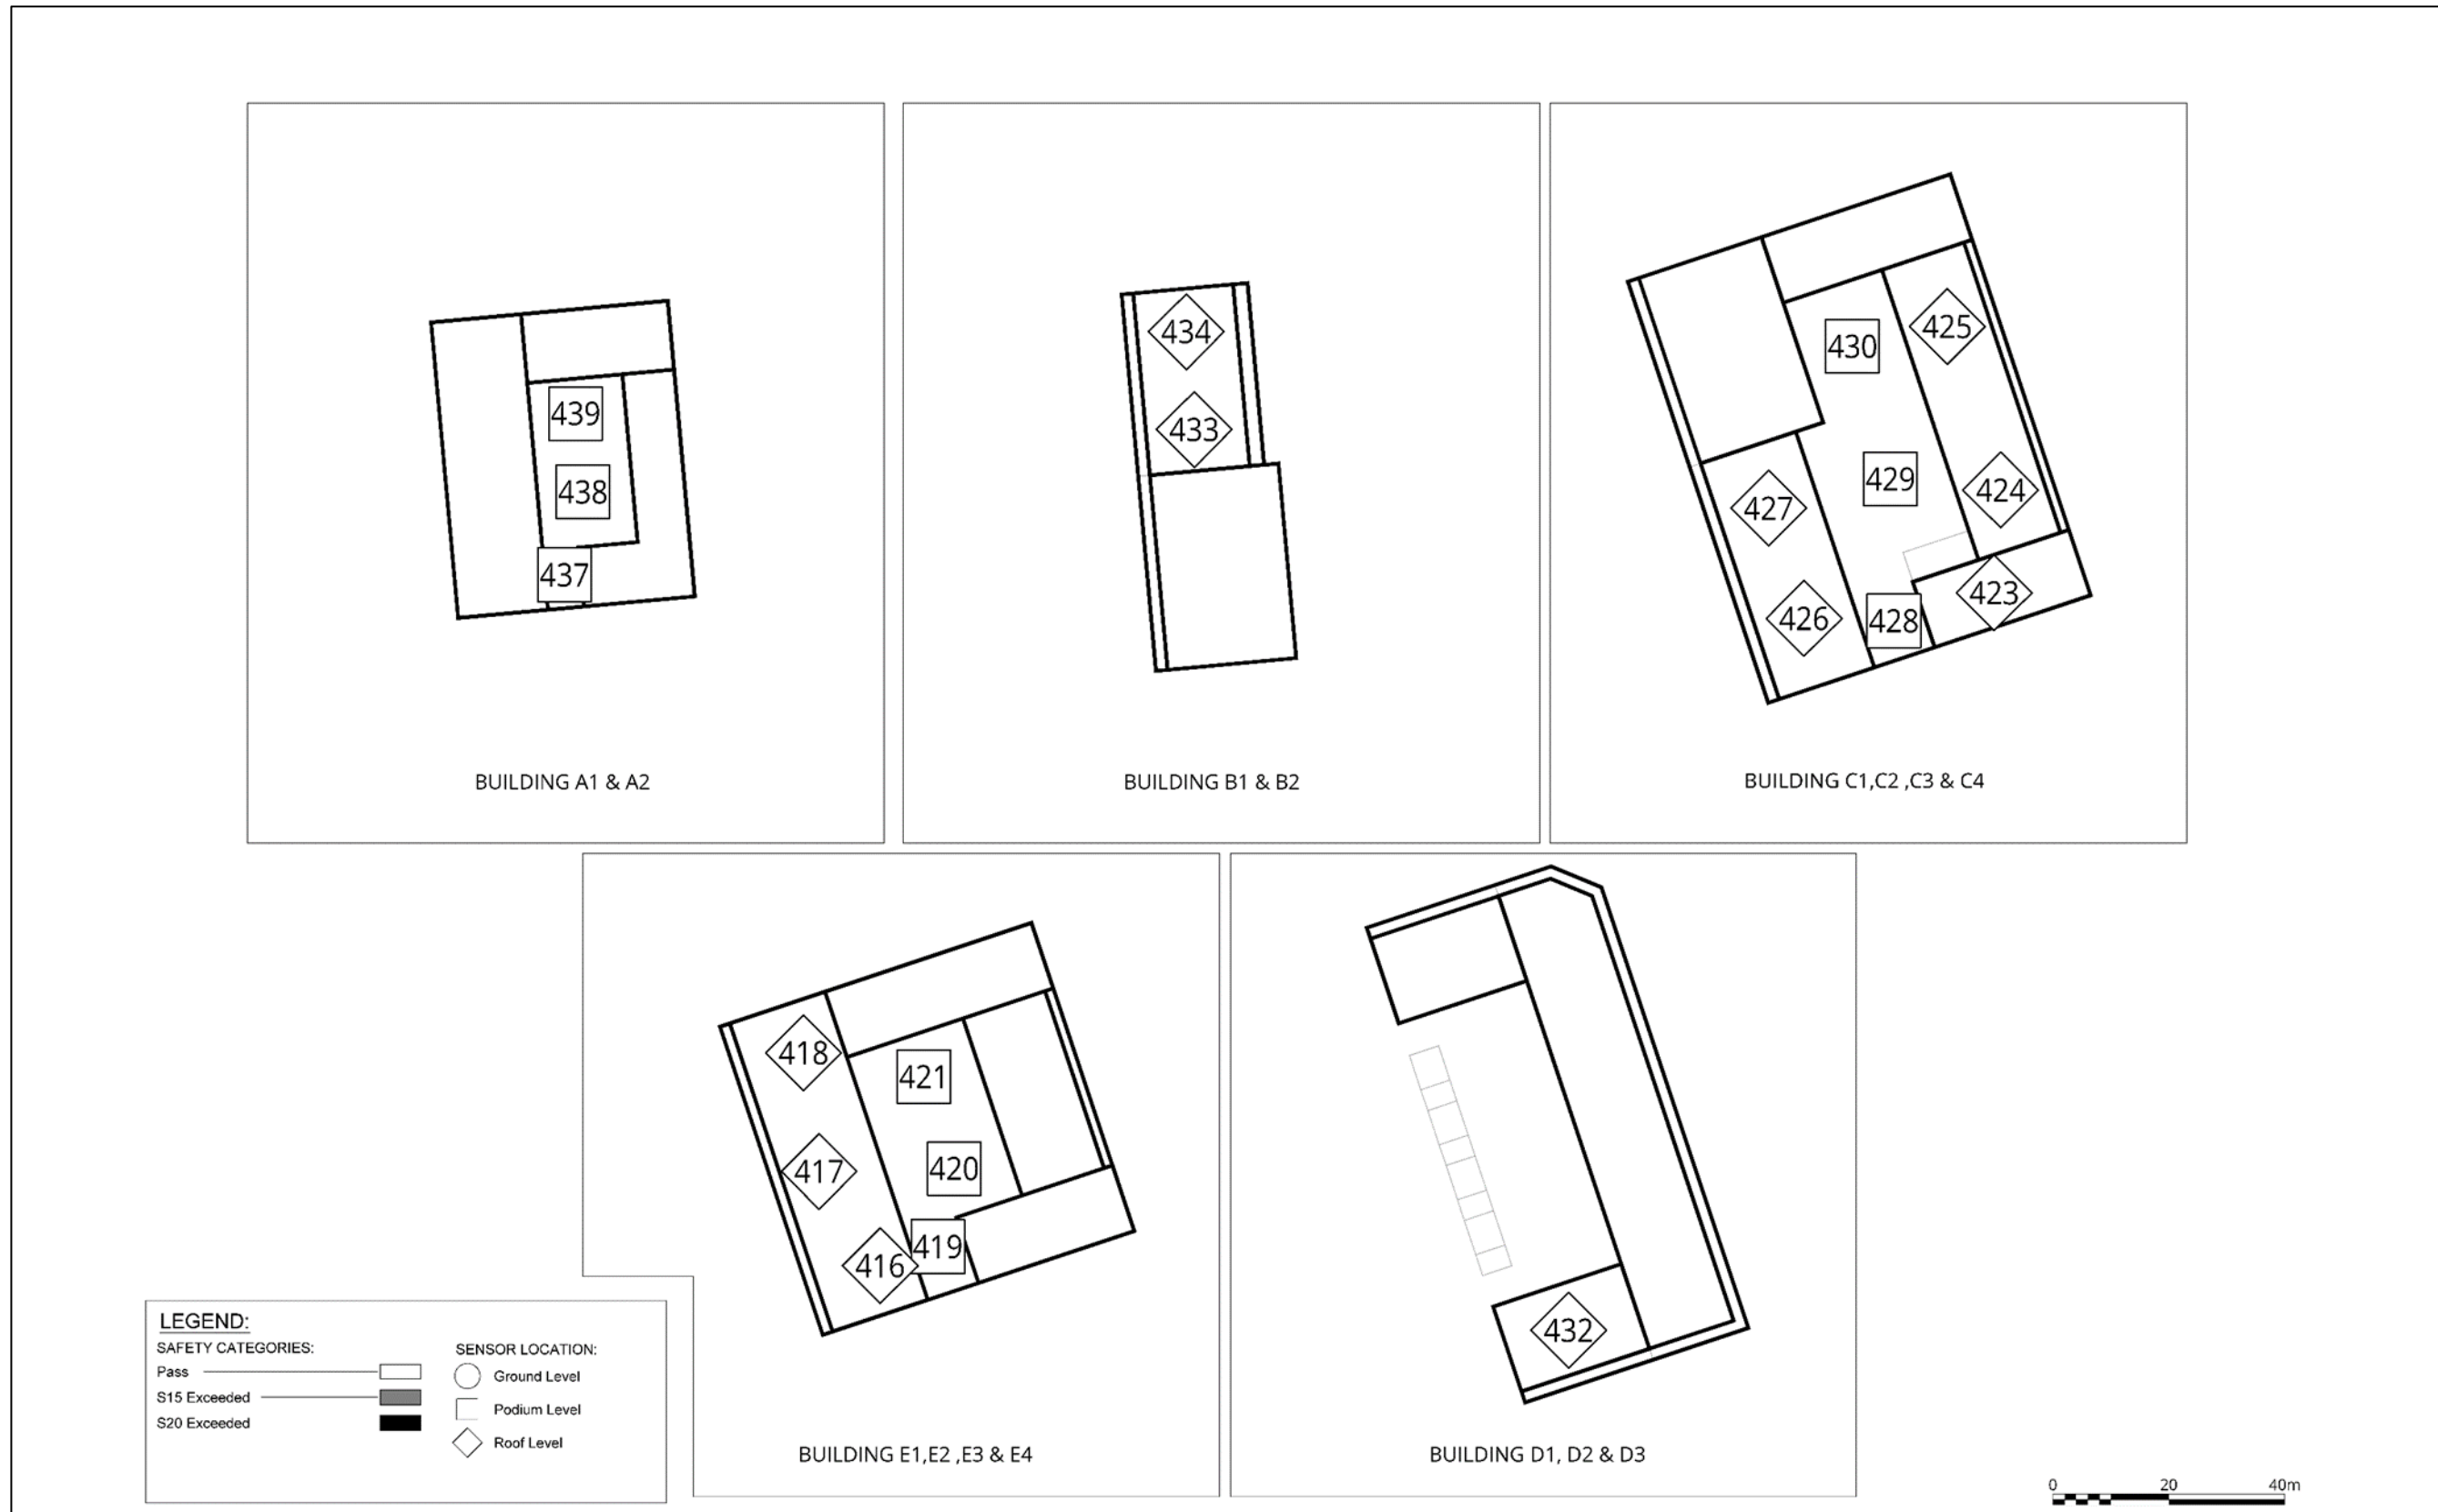 439
438
437
BUILDING A1 & A2
434
433
BUILDING B1 & B2
425
430
429
424
427
423
426
428
BUILDING C1,C2 ,C3 & C4
418
421
420
417
419
416
BUILDING E1,E2 ,E3 & E4
432
BUILDING D1, D2 & D3
LEGEND:
SAFETY CATEGORIES:
Pass
S15 Exceeded
S20 Exceeded
SENSOR LOCATION:
Ground Level
Podium Level
Roof Level
0 20 40m